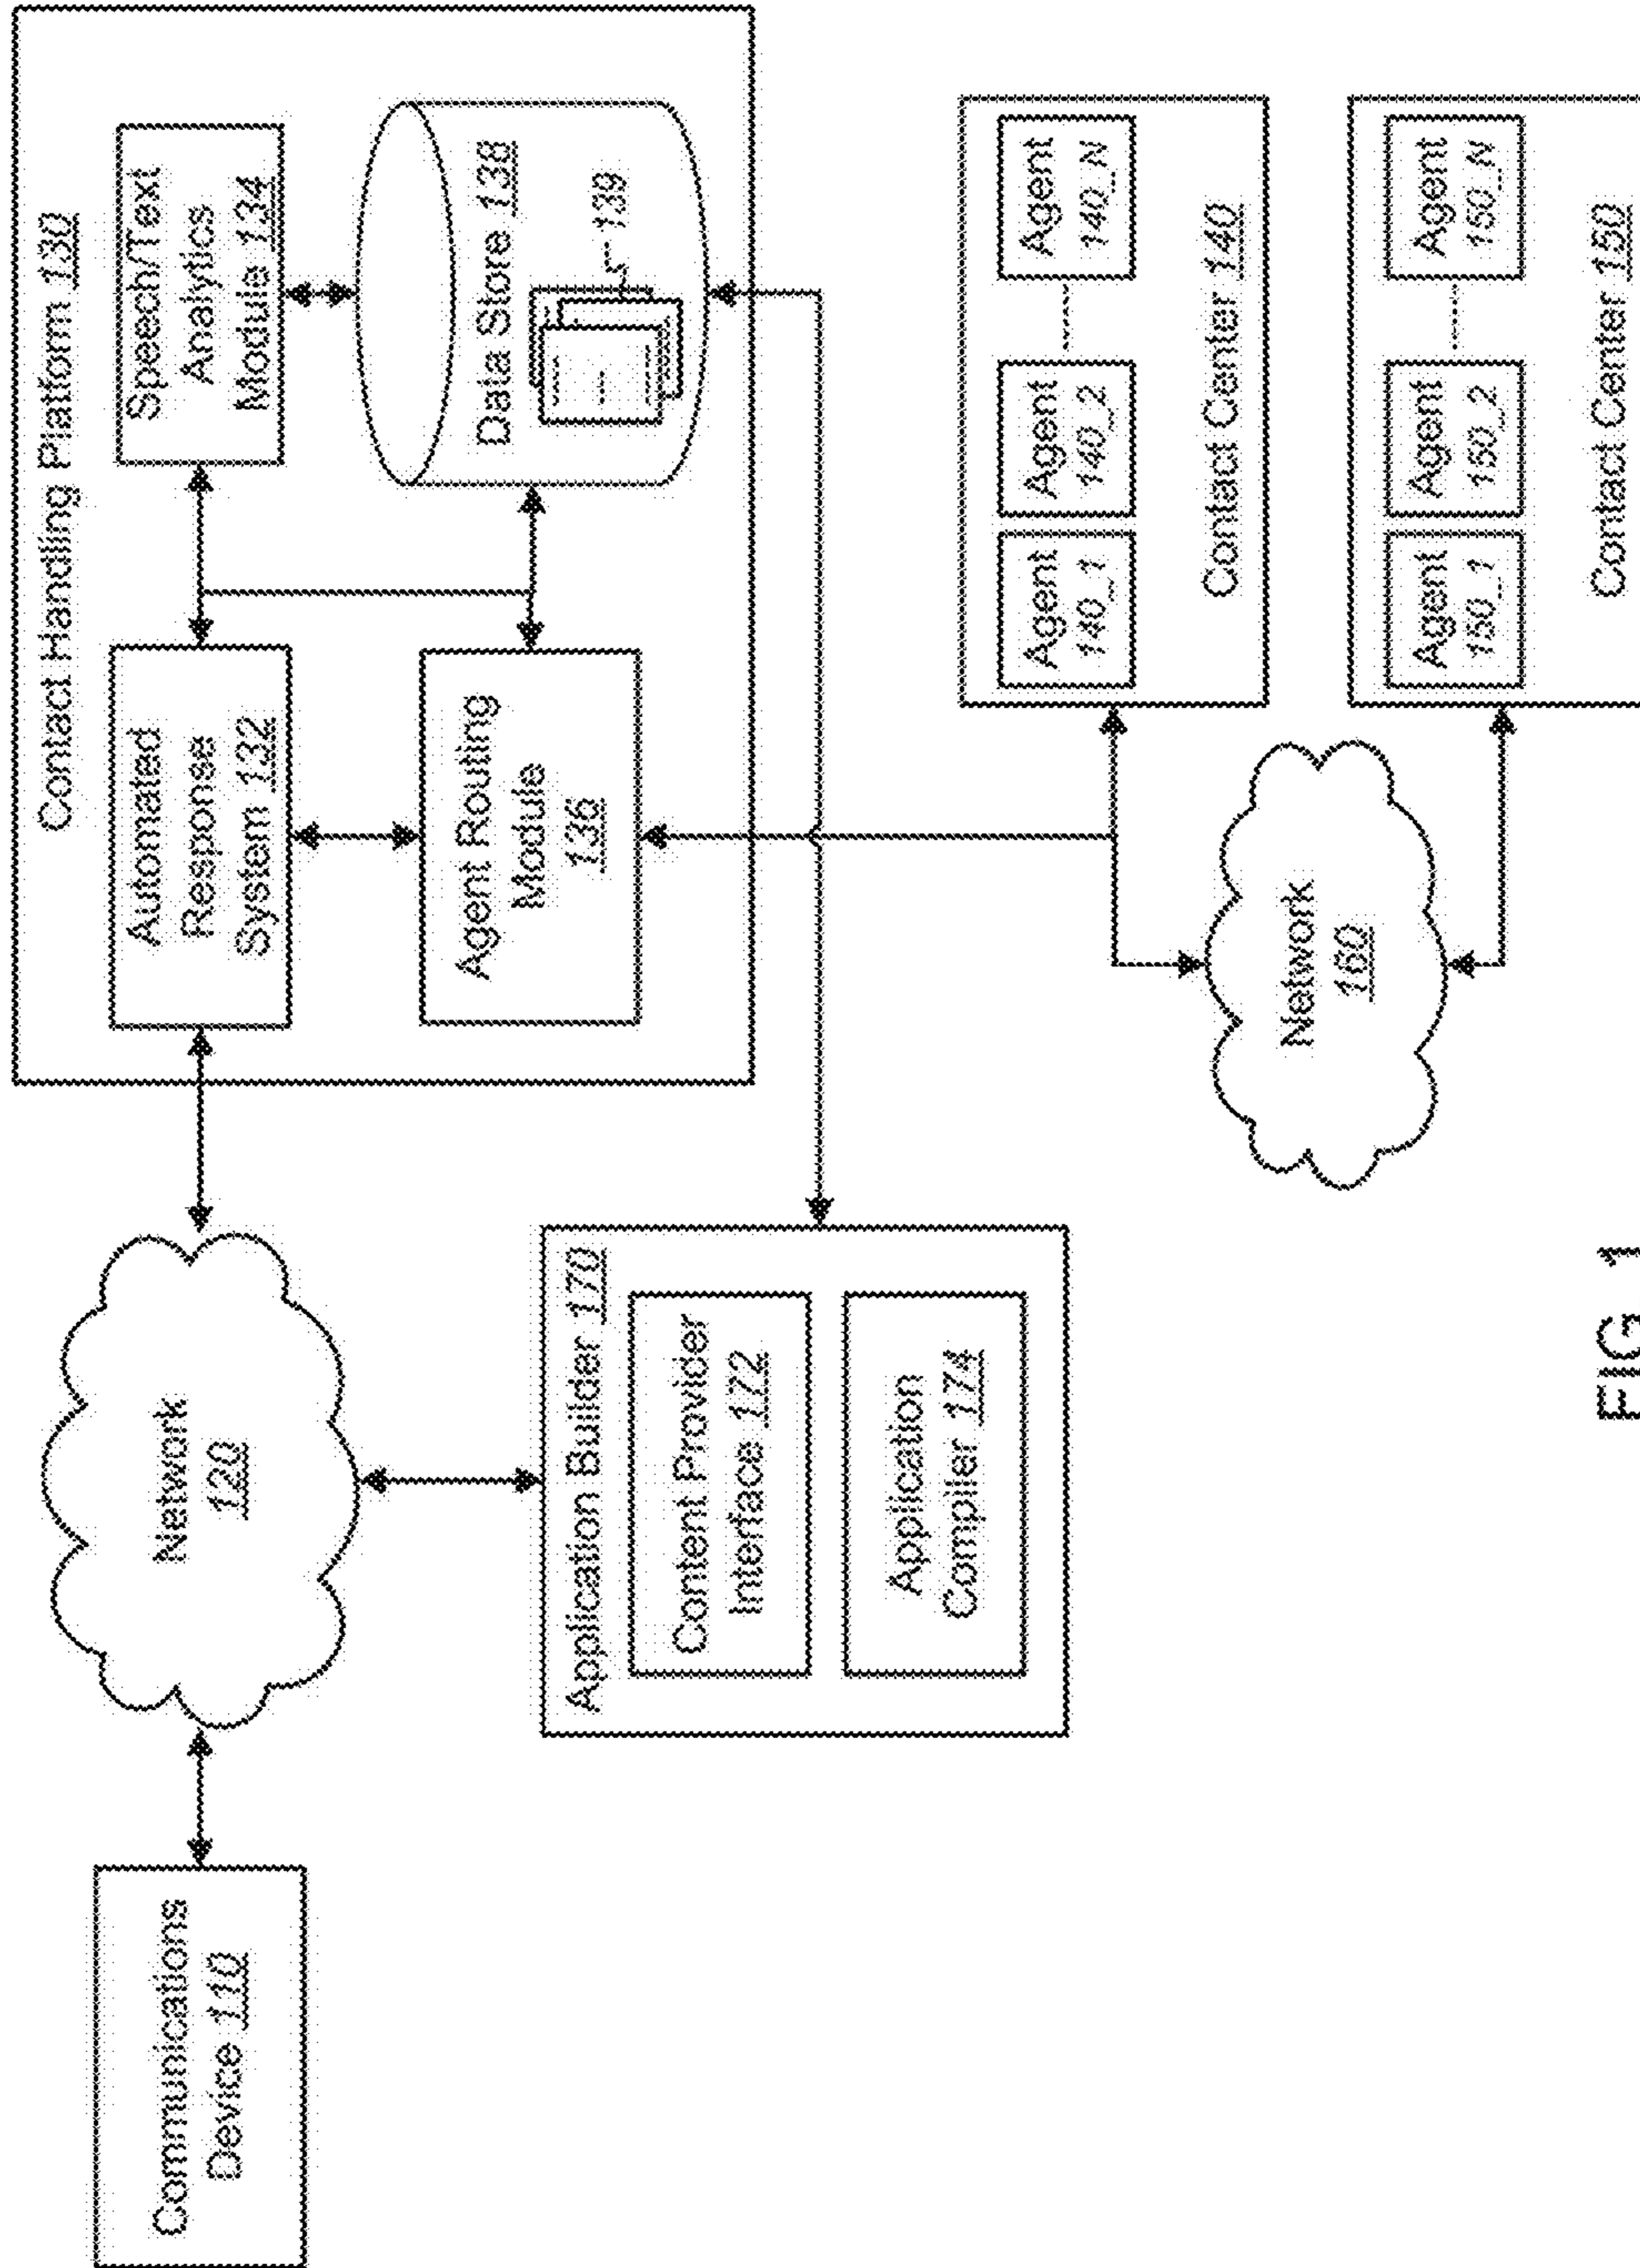 Communications
Device 110
Network
120
Contact Handling Platform 130
Automated
Response
System 132
Speech/Text
Analytics
Module 134
Agent Routing
Module
136
Data Store 138
139
Application Builder 170
Content Provider
Interface 172
Application
Compiler 174
Network
160
Agent
140_1
Agent
140_2
Agent
140_N
Contact Center 140
Agent
150_1
Agent
150_2
Agent
150_N
Contact Center 150
FIG 1